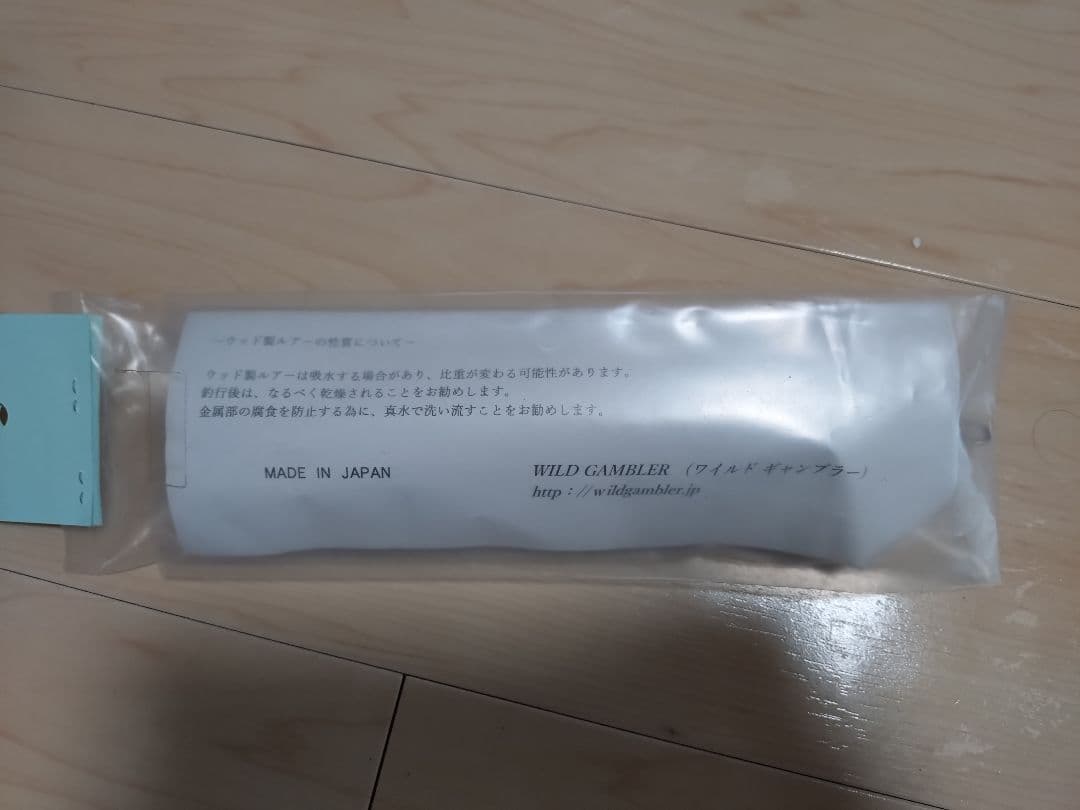 －ウッド製ルアーの性質について－
ウッド製ルアーは吸水する場合があり、比重が変わる可能性があります。
釣行後は、なるべく乾燥されることをお勧めします。
金属部の腐食を防止する為に、真水で洗い流すことをお勧めします。
MADE IN JAPAN
WILD GAMBLER （ワイルド ギャンブラー）
http：//wildgambler.jp